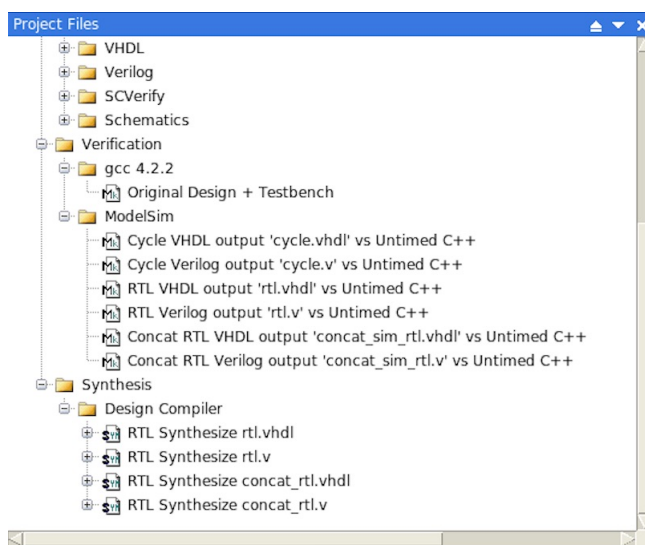 Project Files
VHDL
Verilog
SCVerify
Schematics
Verification
gcc 4.2.2
Original Design + Testbench
ModelSim
Cycle VHDL output 'cycle.vhdl' vs Untimed C++
Cycle Verilog output 'cycle.v' vs Untimed C++
RTL VHDL output 'rtl.vhdl' vs Untimed C++
RTL Verilog output 'rtl.v' vs Untimed C++
Concat RTL VHDL output 'concat_sim_rtl.vhdl' vs Untimed C++
Concat RTL Verilog output 'concat_sim_rtl.v' vs Untimed C++
Synthesis
Design Compiler
RTL Synthesize rtl.vhdl
RTL Synthesize rtl.v
RTL Synthesize concat_rtl.vhdl
RTL Synthesize concat_rtl.v